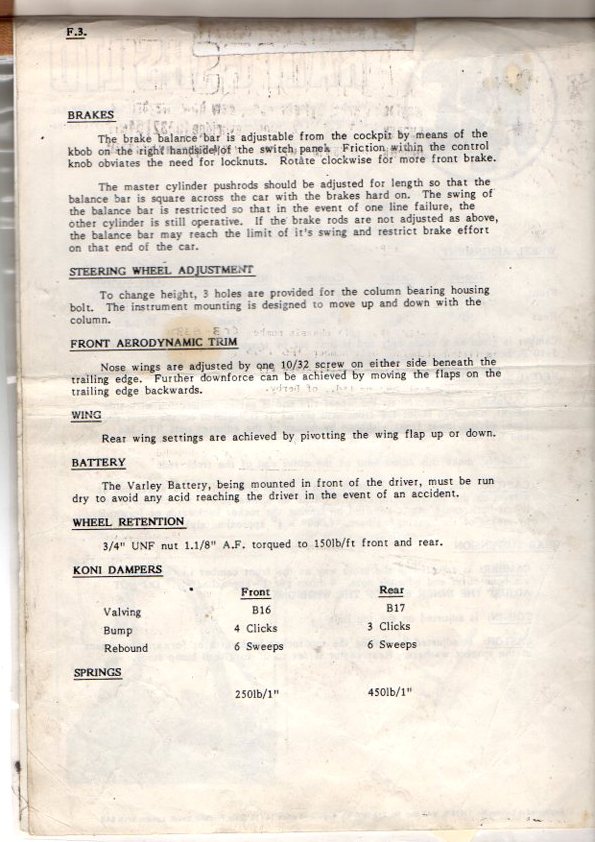 F.3.
BRAKES
The brake balance bar is adjustable from the cockpit by means of the
kbob on the right handside of the switch panel. Friction within the control
knob obviates the need for locknuts. Rotate clockwise for more front brake.
The master cylinder pushrods should be adjusted for length so that the
balance bar is square across the car with the brakes hard on. The swing of
the balance bar is restricted so that in the event of one line failure, the
other cylinder is still operative. If the brake rods are not adjusted as above,
the balance bar may reach the limit of it's swing and restrict brake effort
on that end of the car.
STEERING WHEEL ADJUSTMENT
To change height, 3 holes are provided for the column bearing housing
bolt. The instrument mounting is designed to move up and down with the
column.
FRONT AERODYNAMIC TRIM
Nose wings are adjusted by one 10/32 screw on either side beneath the
trailing edge. Further downforce can be achieved by moving the flaps on the
trailing edge backwards.
WING
Rear wing settings are achieved by pivotting the wing flap up or down.
BATTERY
The Varley Battery, being mounted in front of the driver, must be run
dry to avoid any acid reaching the driver in the event of an accident.
WHEEL RETENTION
3/4" UNF nut 1.1/8" A.F. torqued to 150lb/ft front and rear.
KONI DAMPERS
Front Rear
Valving B16 B17
Bump 4 Clicks 3 Clicks
Rebound 6 Sweeps 6 Sweeps
SPRINGS
250lb/1" 450lb/1"